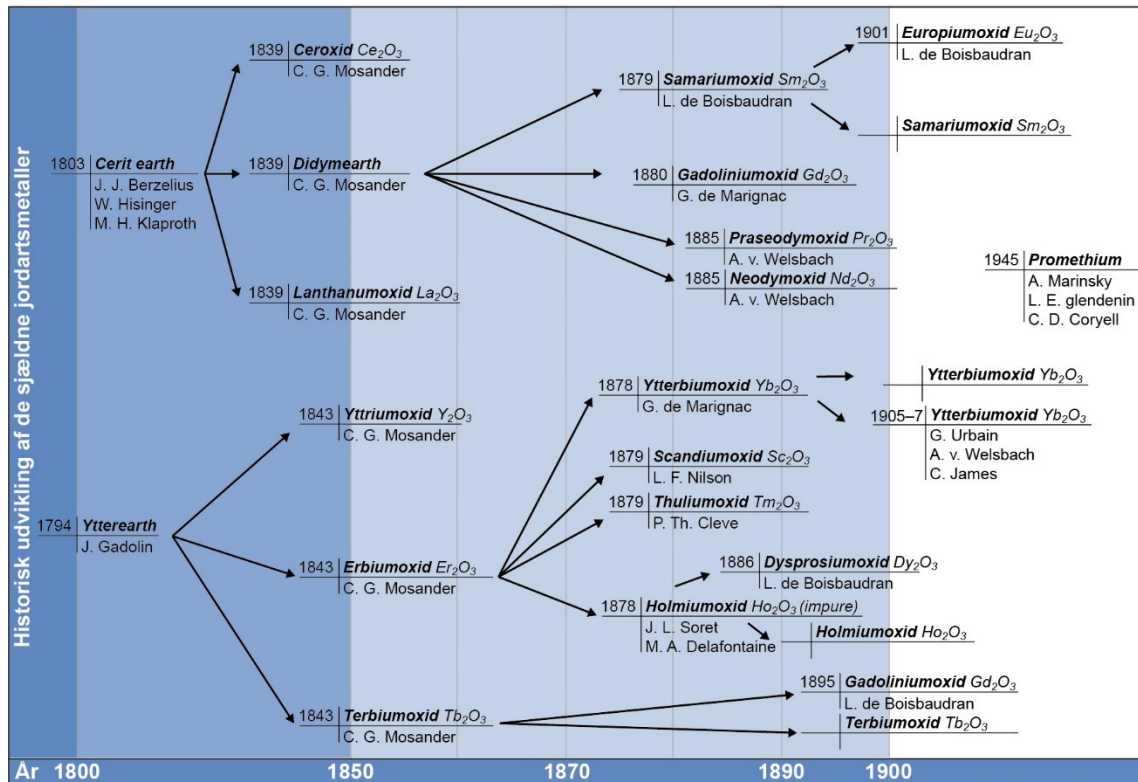 Historisk udvikling af de sjældne jordartsmetaller
1803 Cerit earth
J. J. Berzelius
W. Hisinger
M. H. Klaproth
1839 Ceroxid Ce₂O₃
C. G. Mosander
1839 Didymearth
C. G. Mosander
1839 Lanthanumoxid La₂O₃
C. G. Mosander
1879 Samariumoxid Sm₂O₃
L. de Boisbaudran
1880 Gadoliniumoxid Gd₂O₃
G. de Marignac
1885 Praseodymoxid Pr₂O₃
A. v. Welsbach
1885 Neodymoxid Nd₂O₃
A. v. Welsbach
1901 Europiumoxid Eu₂O₃
L. de Boisbaudran
Samariumoxid Sm₂O₃
1945 Promethium
A. Marinsky
L. E. glendenin
C. D. Coryell
1794 Ytterearth
J. Gadolin
1843 Yttriumoxid Y₂O₃
C. G. Mosander
1843 Erbiumoxid Er₂O₃
C. G. Mosander
1843 Terbiumoxid Tb₂O₃
C. G. Mosander
1878 Ytterbiumoxid Yb₂O₃
G. de Marignac
1879 Scandiumoxid Sc₂O₃
L. F. Nilson
1879 Thuliumoxid Tm₂O₃
P. Th. Cleve
1886 Dysprosiumoxid Dy₂O₃
L. de Boisbaudran
1878 Holmiumoxid Ho₂O₃ (impure)
J. L. Soret
M. A. Delafontaine
Holmiumoxid Ho₂O₃
Ytterbiumoxid Yb₂O₃
1905–7 Ytterbiumoxid Yb₂O₃
G. Urbain
A. v. Welsbach
C. James
1895 Gadoliniumoxid Gd₂O₃
L. de Boisbaudran
Terbiumoxid Tb₂O₃
År 1800 1850 1870 1890 1900